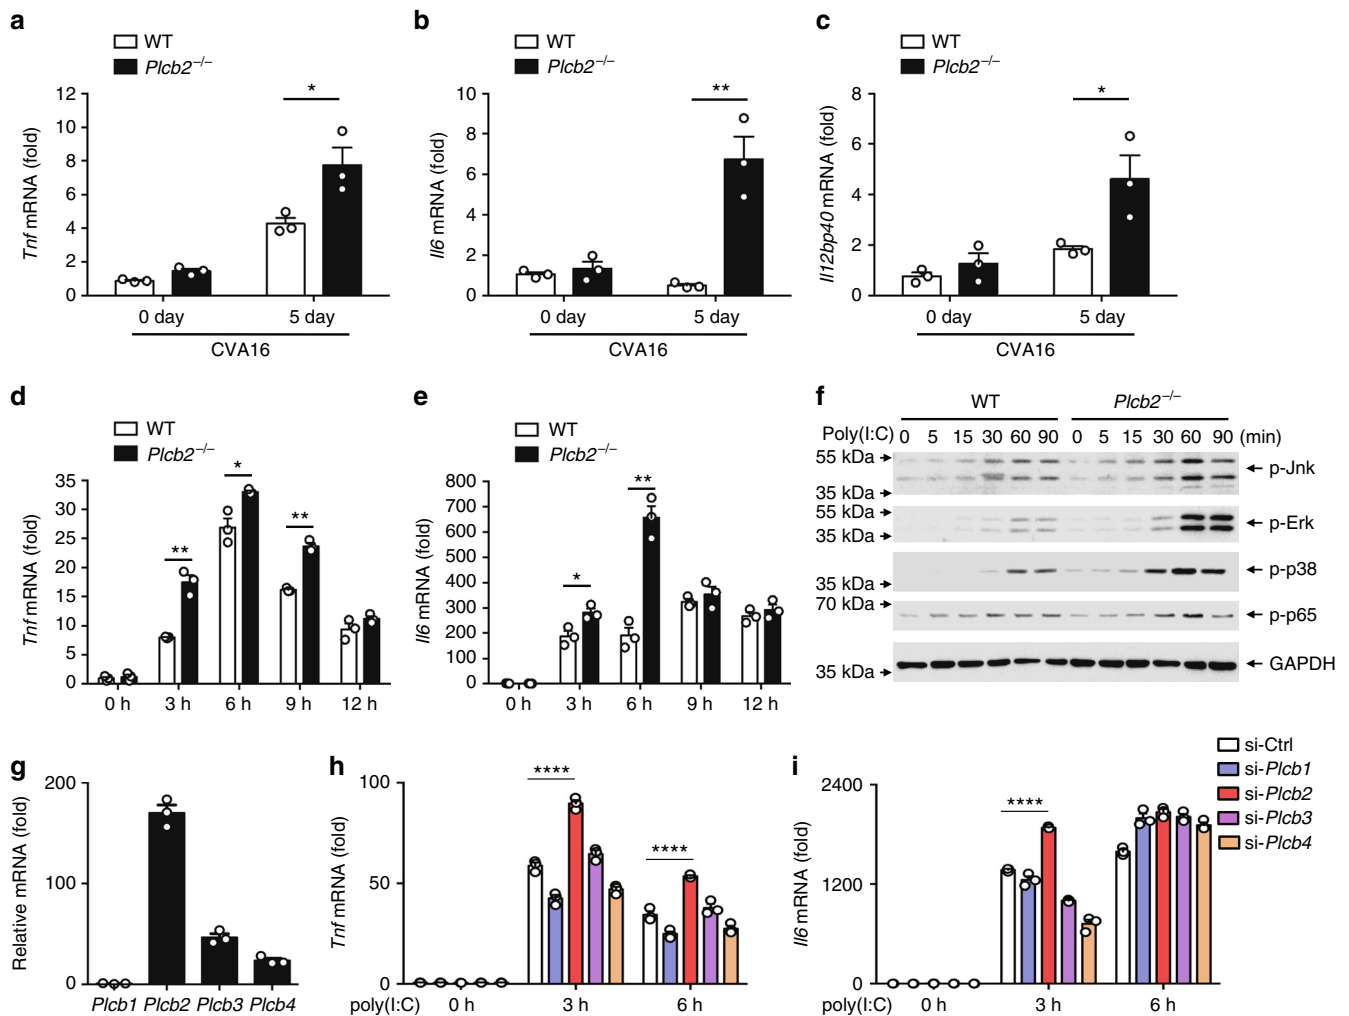 a
WT
Plcb2−/−
*
Tnf mRNA (fold)
12
10
8
6
4
2
0
0 day
5 day
CVA16
b
WT
Plcb2−/−
**
Il6 mRNA (fold)
10
8
6
4
2
0
0 day
5 day
CVA16
c
WT
Plcb2−/−
*
Il12bp40 mRNA (fold)
8
6
4
2
0
0 day
5 day
CVA16
d
WT
Plcb2−/−
** * **
Tnf mRNA (fold)
35
30
25
20
15
10
5
0
0 h 3 h 6 h 9 h 12 h
e
WT
Plcb2−/−
* **
Il6 mRNA (fold)
800
700
600
500
400
300
200
100
0
0 h 3 h 6 h 9 h 12 h
f
WT Plcb2−/−
Poly(I:C) 0 5 15 30 60 90 0 5 15 30 60 90 (min)
55 kDa
p-Jnk
35 kDa
55 kDa
p-Erk
35 kDa
p-p38
35 kDa
70 kDa
p-p65
GAPDH
35 kDa
g
Relative mRNA (fold)
200
100
0
Plcb1 Plcb2 Plcb3 Plcb4
h
**** ****
Tnf mRNA (fold)
100
50
0
poly(I:C) 0 h 3 h 6 h
i
****
Il6 mRNA (fold)
2400
1200
0
poly(I:C) 0 h 3 h 6 h
si-Ctrl
si-Plcb1
si-Plcb2
si-Plcb3
si-Plcb4